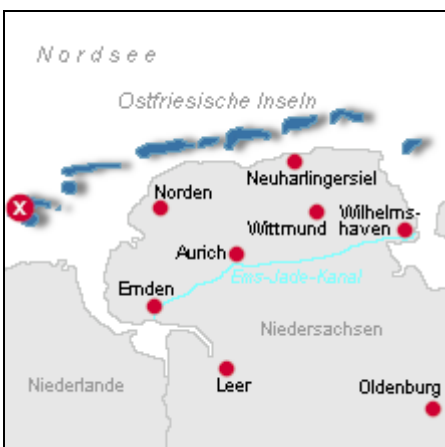 Nordsee
Ostfriesische Inseln
X
Neuharlingersiel
Norden
Wilhelms-
Wittmund
haven
Aurich
Ems-Jade-Kanal
Emden
Niedersachsen
Niederlande
Leer
Oldenburg